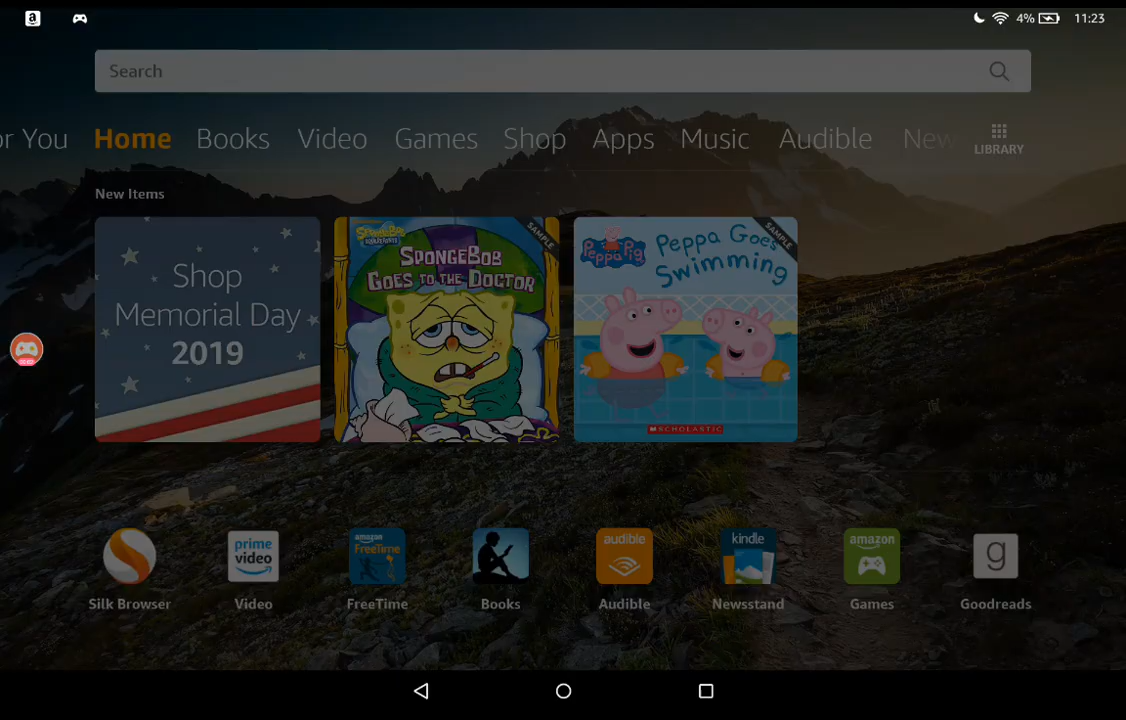 4% 11:23
Search
or You Home Books Video Games Shop Apps Music Audible New LIBRARY
New Items
Shop
Memorial Day
2019
SPONGEBOB
SQUAREPANTS
SAMPLE
SPONGEBOB
GOES TO THE DOCTOR
Peppa Pig
SAMPLE
Peppa Goes
Swimming
SCHOLASTIC
prime
video
amazon
FreeTime
audible
kindle
amazon
g
Silk Browser Video FreeTime Books Audible Newsstand Games Goodreads